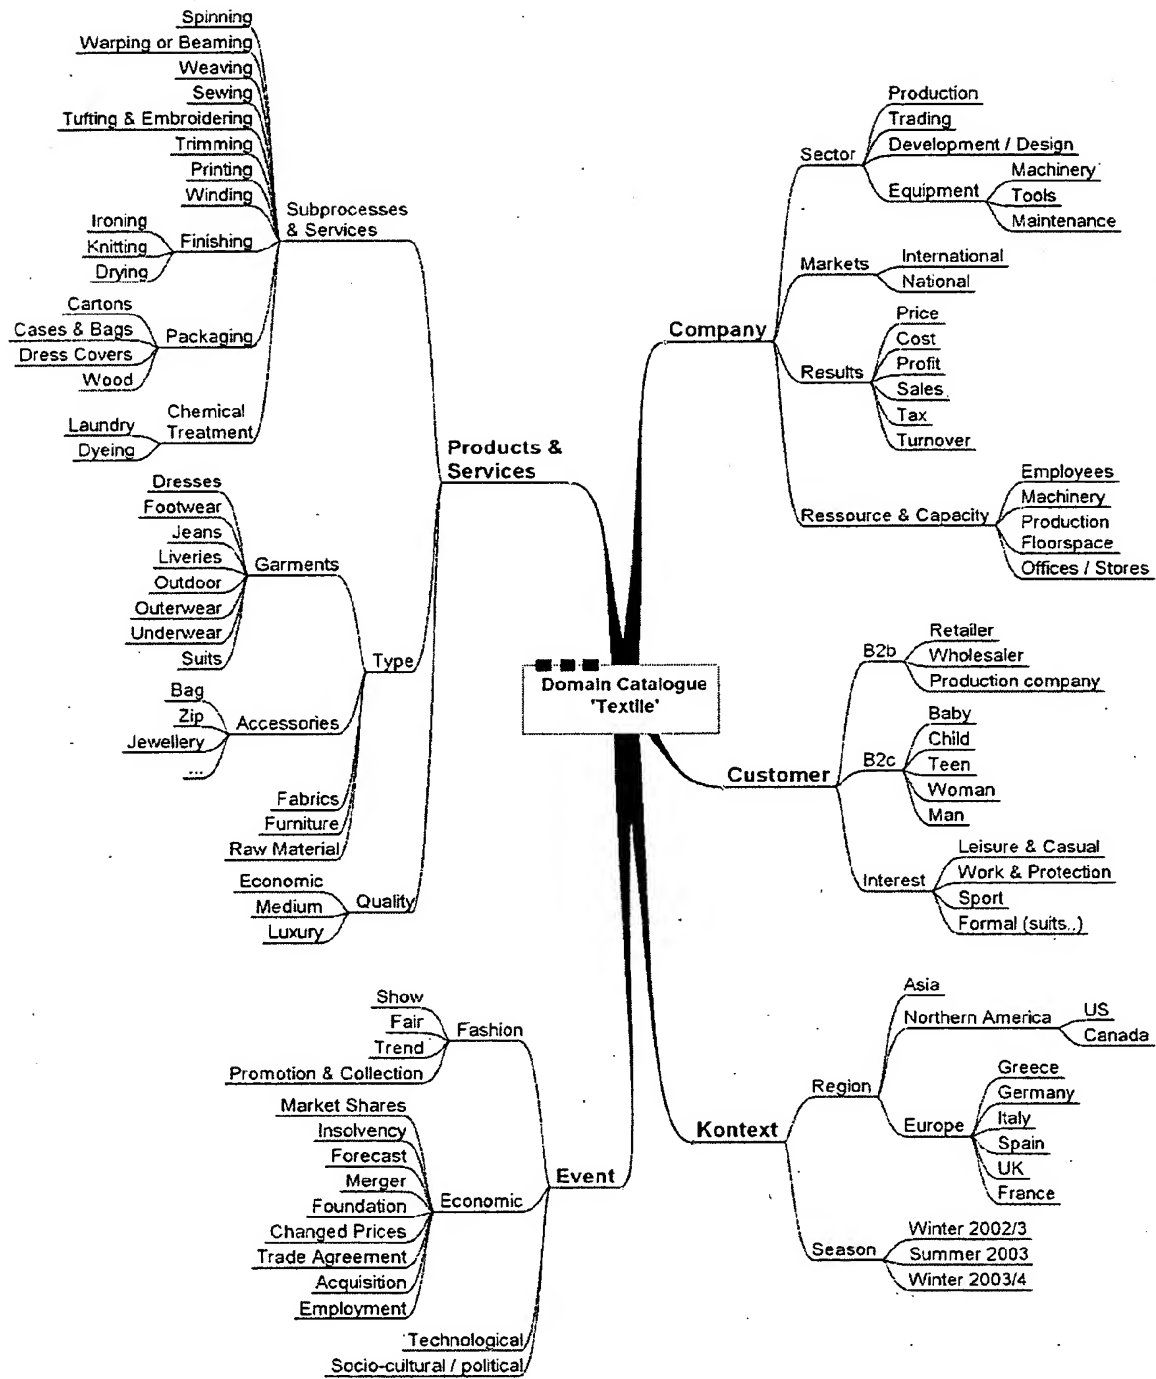 Domain Catalogue
'Textile'
Products &
Services
Subprocesses
& Services
Spinning
Warping or Beaming
Weaving
Sewing
Tufting & Embroidering
Trimming
Printing
Winding
Finishing
Ironing
Knitting
Drying
Packaging
Cartons
Cases & Bags
Dress Covers
Wood
Chemical
Treatment
Laundry
Dyeing
Type
Garments
Dresses
Footwear
Jeans
Liveries
Outdoor
Outerwear
Underwear
Suits
Accessories
Bag
Zip
Jewellery
...
Fabrics
Furniture
Raw Material
Quality
Economic
Medium
Luxury
Event
Fashion
Show
Fair
Trend
Promotion & Collection
Economic
Market Shares
Insolvency
Forecast
Merger
Foundation
Changed Prices
Trade Agreement
Acquisition
Employment
Technological
Socio-cultural / political
Company
Sector
Production
Trading
Development / Design
Equipment
Machinery
Tools
Maintenance
Markets
International
National
Results
Price
Cost
Profit
Sales
Tax
Turnover
Ressource & Capacity
Employees
Machinery
Production
Floorspace
Offices / Stores
Customer
B2b
Retailer
Wholesaler
Production company
B2c
Baby
Child
Teen
Woman
Man
Interest
Leisure & Casual
Work & Protection
Sport
Formal (suits..)
Kontext
Region
Asia
Northern America
US
Canada
Europe
Greece
Germany
Italy
Spain
UK
France
Season
Winter 2002/3
Summer 2003
Winter 2003/4